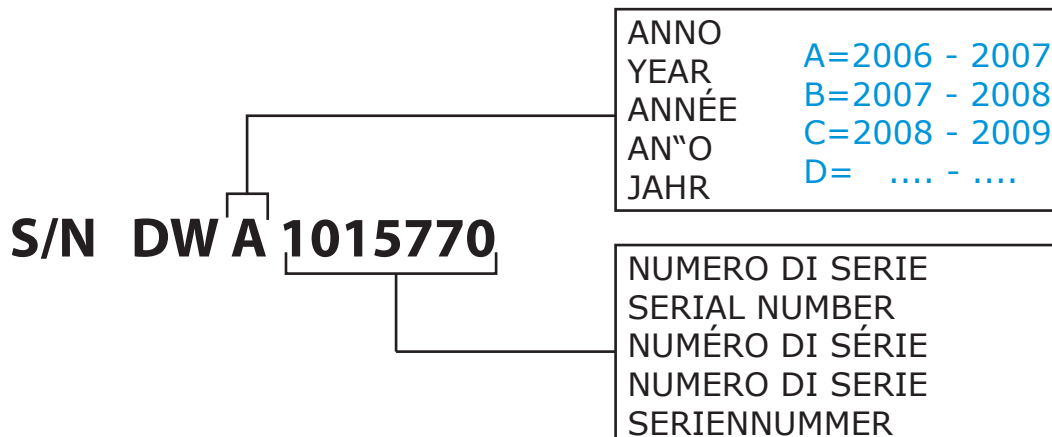 ANNO
YEAR
ANNÉE
AN‟O
JAHR
A=2006 - 2007
B=2007 - 2008
C=2008 - 2009
D= .... - ....
S/N DW A 1015770
NUMERO DI SERIE
SERIAL NUMBER
NUMÉRO DI SÉRIE
NUMERO DI SERIE
SERIENNUMMER